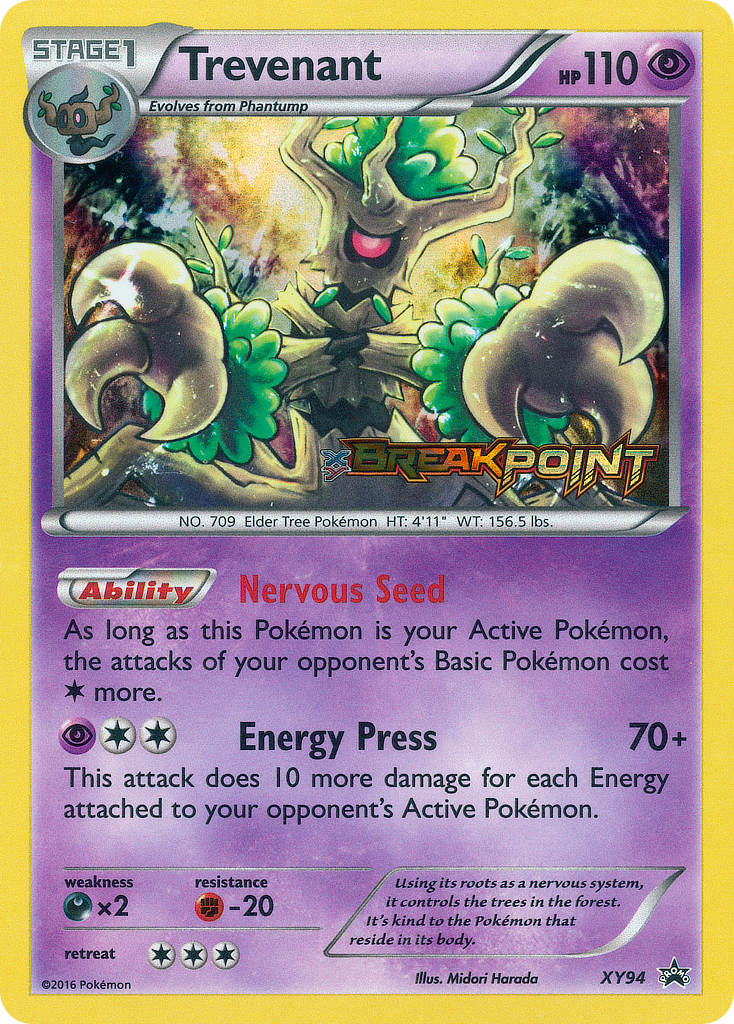 STAGE1
Trevenant
HP110
Evolves from Phantump
XY BREAKPOINT
NO. 709 Elder Tree Pokémon HT: 4'11" WT: 156.5 lbs.
Ability Nervous Seed
As long as this Pokémon is your Active Pokémon,
the attacks of your opponent's Basic Pokémon cost
more.
Energy Press 70+
This attack does 10 more damage for each Energy
attached to your opponent's Active Pokémon.
weakness resistance
×2 -20
retreat
Using its roots as a nervous system,
it controls the trees in the forest.
It's kind to the Pokémon that
reside in its body.
©2016 Pokémon
Illus. Midori Harada
XY94
PROMO